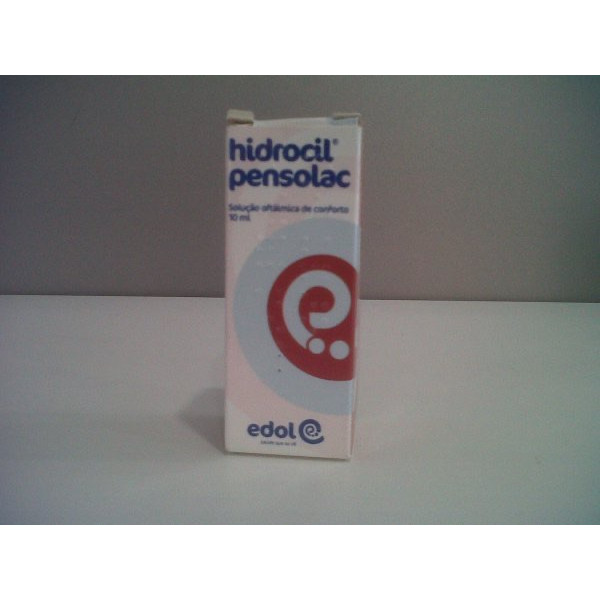 hidrocil®
pensolac
Solução oftálmica de conforto
10 ml
edol